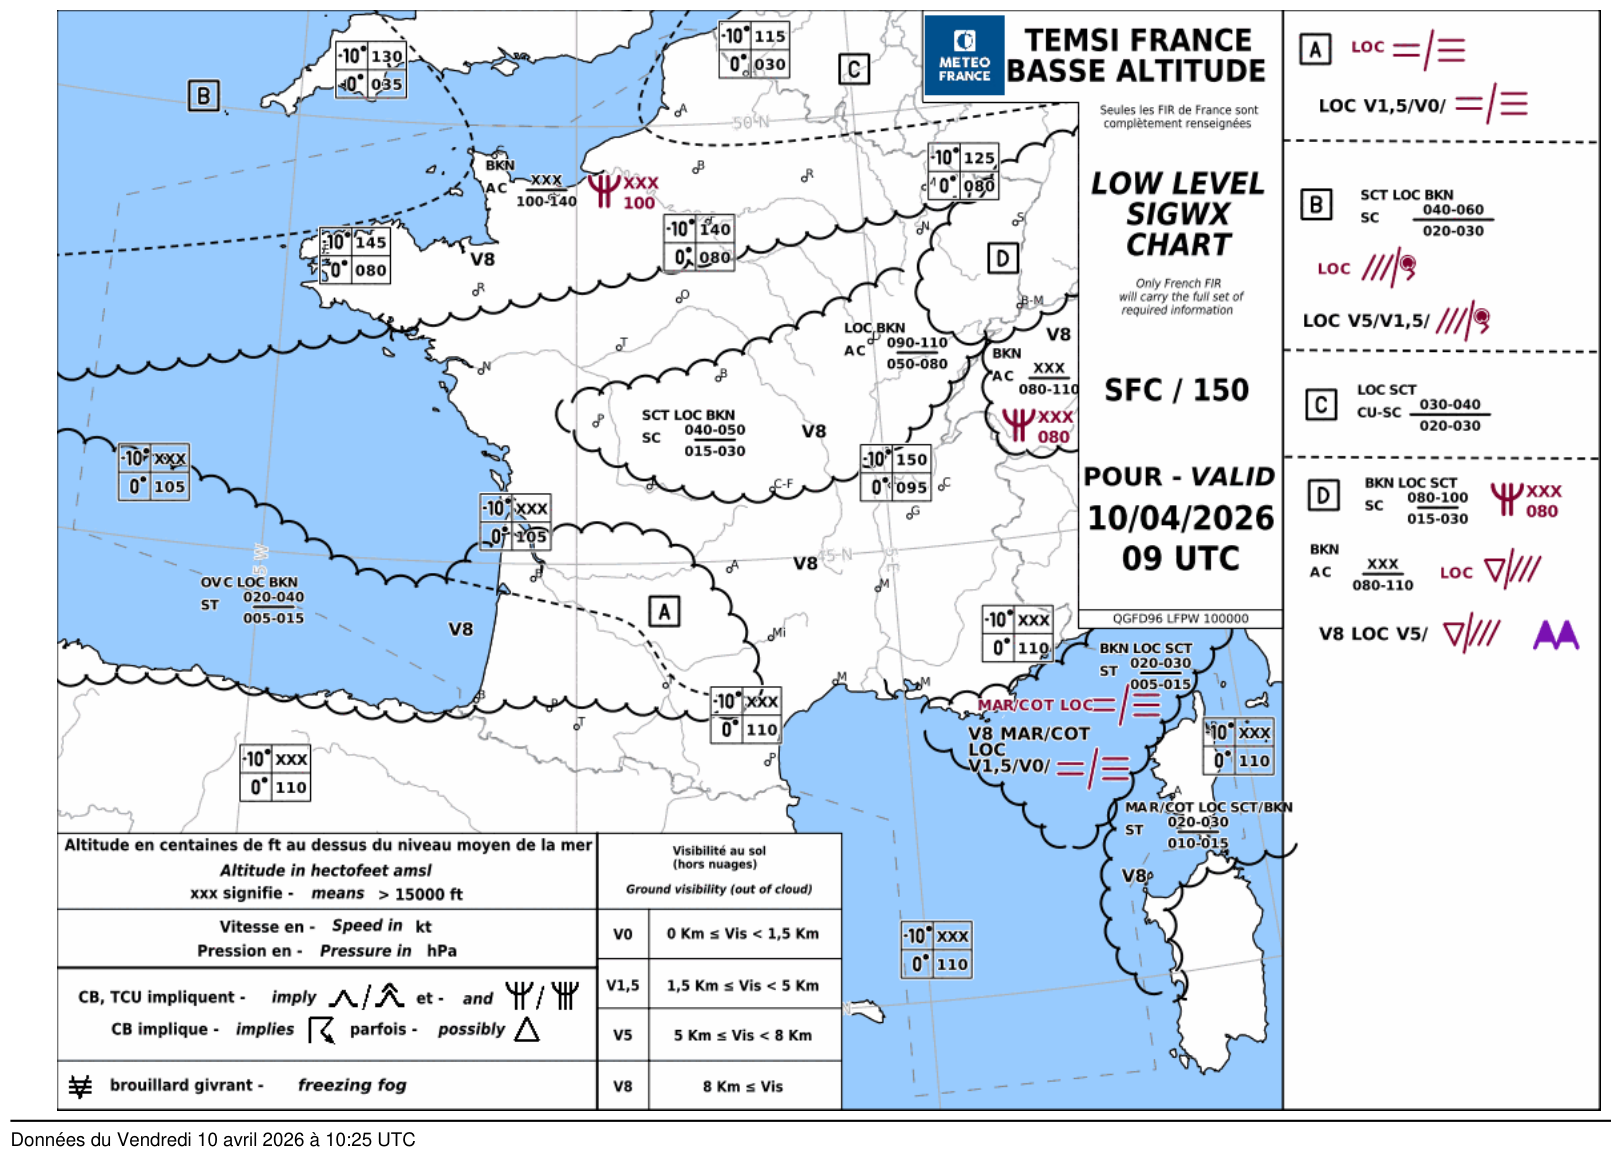 METEO
FRANCE
TEMSI FRANCE
BASSE ALTITUDE
Seules les FIR de France sont
complètement renseignées
LOW LEVEL
SIGWX
CHART
Only French FIR
will carry the full set of
required information
SFC / 150
POUR - VALID
10/04/2026
09 UTC
QGFD96 LFPW 100000
A
LOC
LOC V1,5/V0/
B
SCT LOC BKN
SC 040-060
020-030
LOC
LOC V5/V1,5/
C
LOC SCT
CU-SC 030-040
020-030
D
BKN LOC SCT
SC 080-100
015-030
XXX
080
BKN
AC XXX
080-110
LOC
V8 LOC V5/
-10° 130
0° 035
-10° 115
0° 030
B
C
A
50°N
C
BKN
AC XXX
100-140
XXX
100
B
R
-10° 125
0° 080
N
S
D
-10° 145
0° 080
V8
-10° 140
0° 080
R
O
B-M
V8
T
LOC BKN
AC 090-110
050-080
BKN
AC XXX
080-110
XXX
080
N
B
P
SCT LOC BKN
SC 040-050
015-030
V8
-10° 150
0° 095
-10° XXX
0° 105
C-F
C
G
-10° XXX
0° 105
45°N
5°W
V8
A
B
M
OVC LOC BKN
ST 020-040
005-015
V8
A
Mi
-10° XXX
0° 110
BKN LOC SCT
ST 020-030
005-015
M
M
B
P
T
-10° XXX
0° 110
MAR/COT LOC
V8 MAR/COT
LOC
V1,5/V0/
-10° XXX
0° 110
P
-10° XXX
0° 110
A
MAR/COT LOC SCT/BKN
ST 020-030
010-015
V8
-10° XXX
0° 110
Altitude en centaines de ft au dessus du niveau moyen de la mer
Altitude in hectofeet amsl
xxx signifie - means > 15000 ft
Vitesse en - Speed in kt
Pression en - Pressure in hPa
CB, TCU impliquent - imply / et - and /
CB implique - implies parfois - possibly
brouillard givrant - freezing fog
Visibilité au sol
(hors nuages)
Ground visibility (out of cloud)
V0 0 Km ≤ Vis < 1,5 Km
V1,5 1,5 Km ≤ Vis < 5 Km
V5 5 Km ≤ Vis < 8 Km
V8 8 Km ≤ Vis
Données du Vendredi 10 avril 2026 à 10:25 UTC